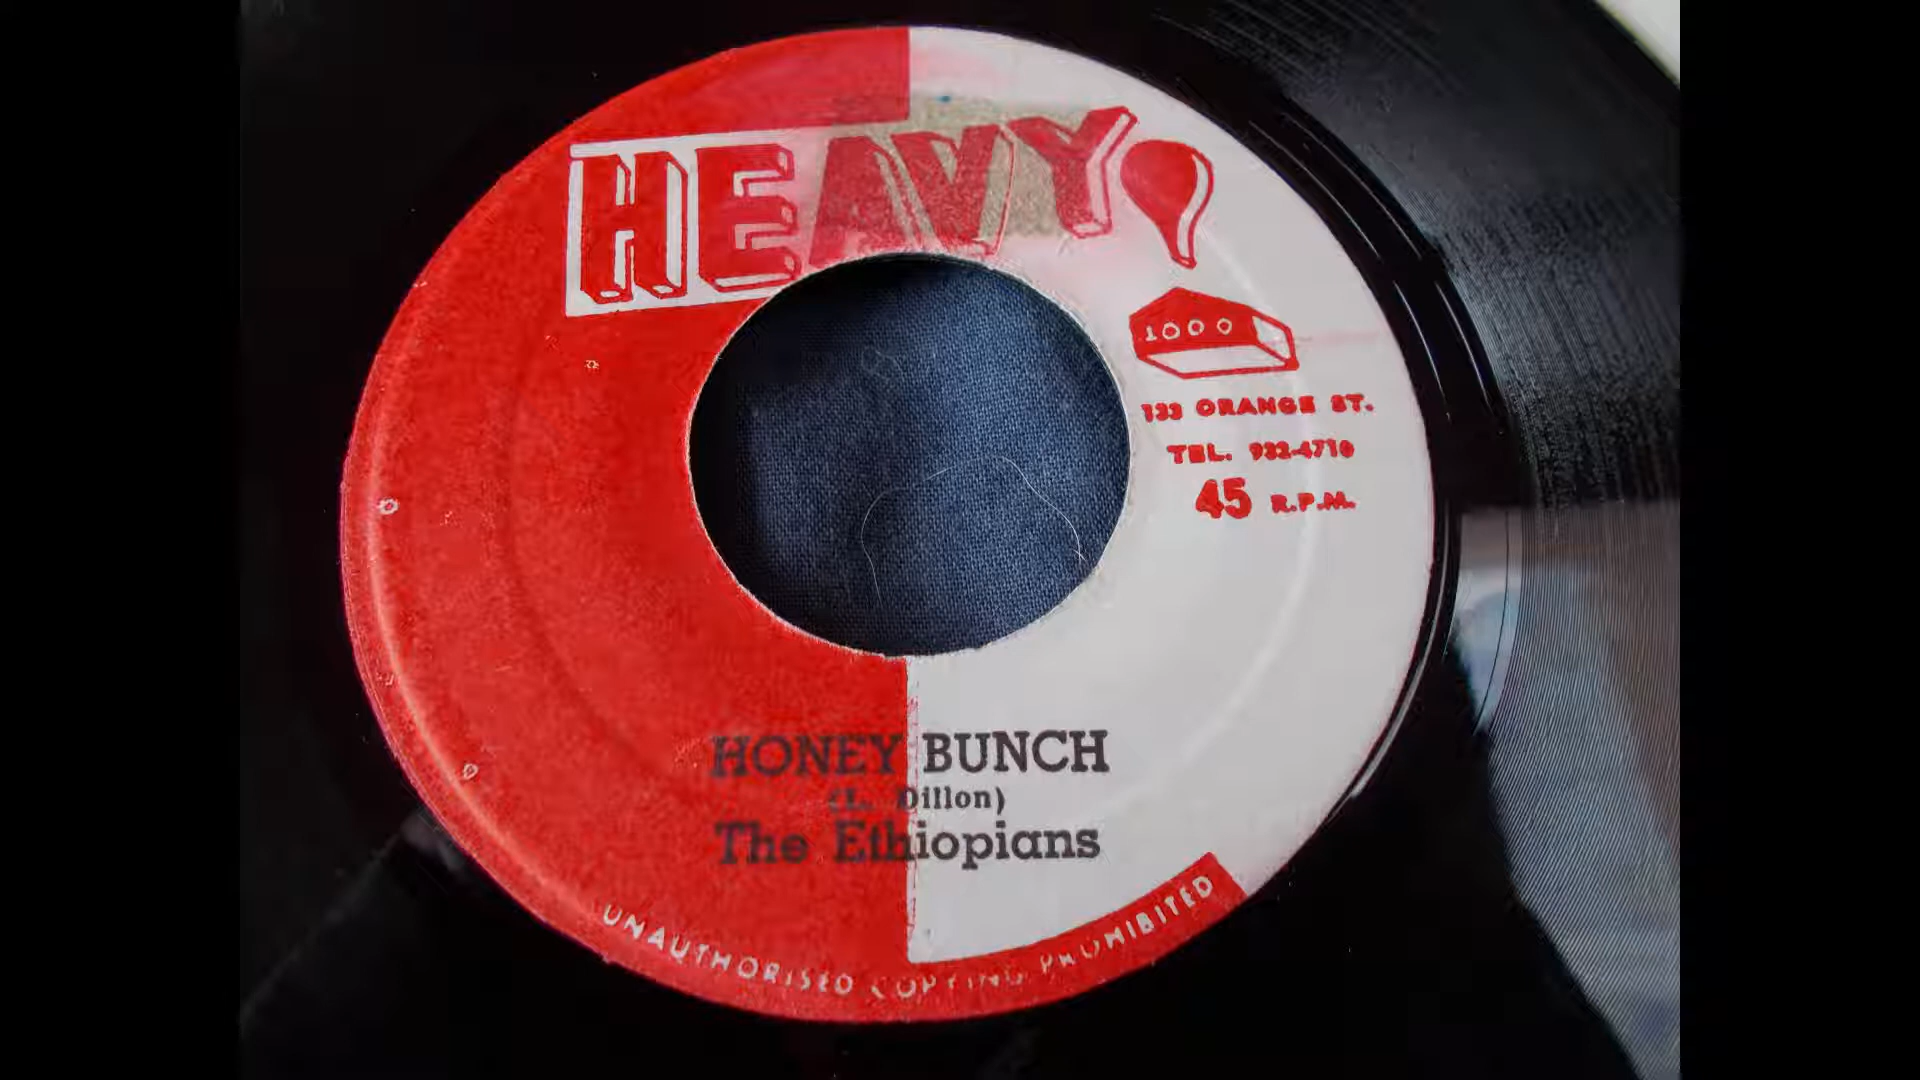 HEAVY
1000
133 ORANGE ST.
TEL. 932-4710
45 R.P.M.
HONEY BUNCH
(L. Dillon)
The Ethiopians
UNAUTHORISED COPYING PROHIBITED